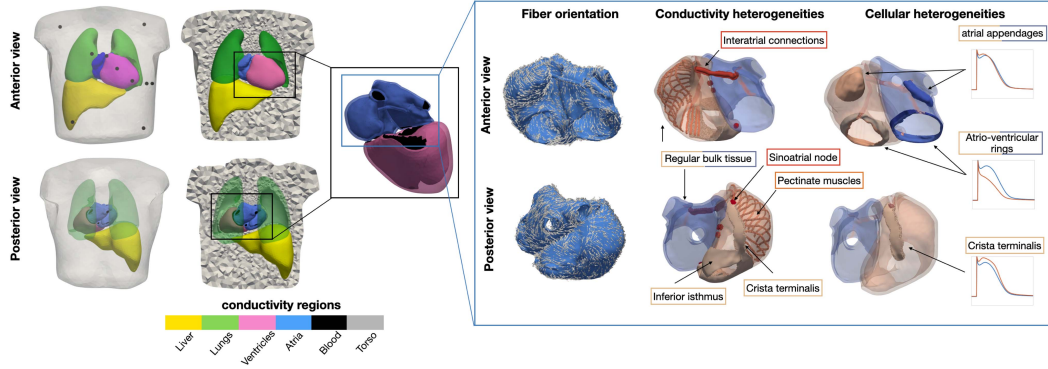 Anterior view
Posterior view
conductivity regions
Liver
Lungs
Ventricles
Atria
Blood
Torso
Fiber orientation
Conductivity heterogeneities
Cellular heterogeneities
Anterior view
Posterior view
Interatrial connections
Regular bulk tissue
Sinoatrial node
Pectinate muscles
Inferior isthmus
Crista terminalis
atrial appendages
Atrio-ventricular
rings
Crista terminalis